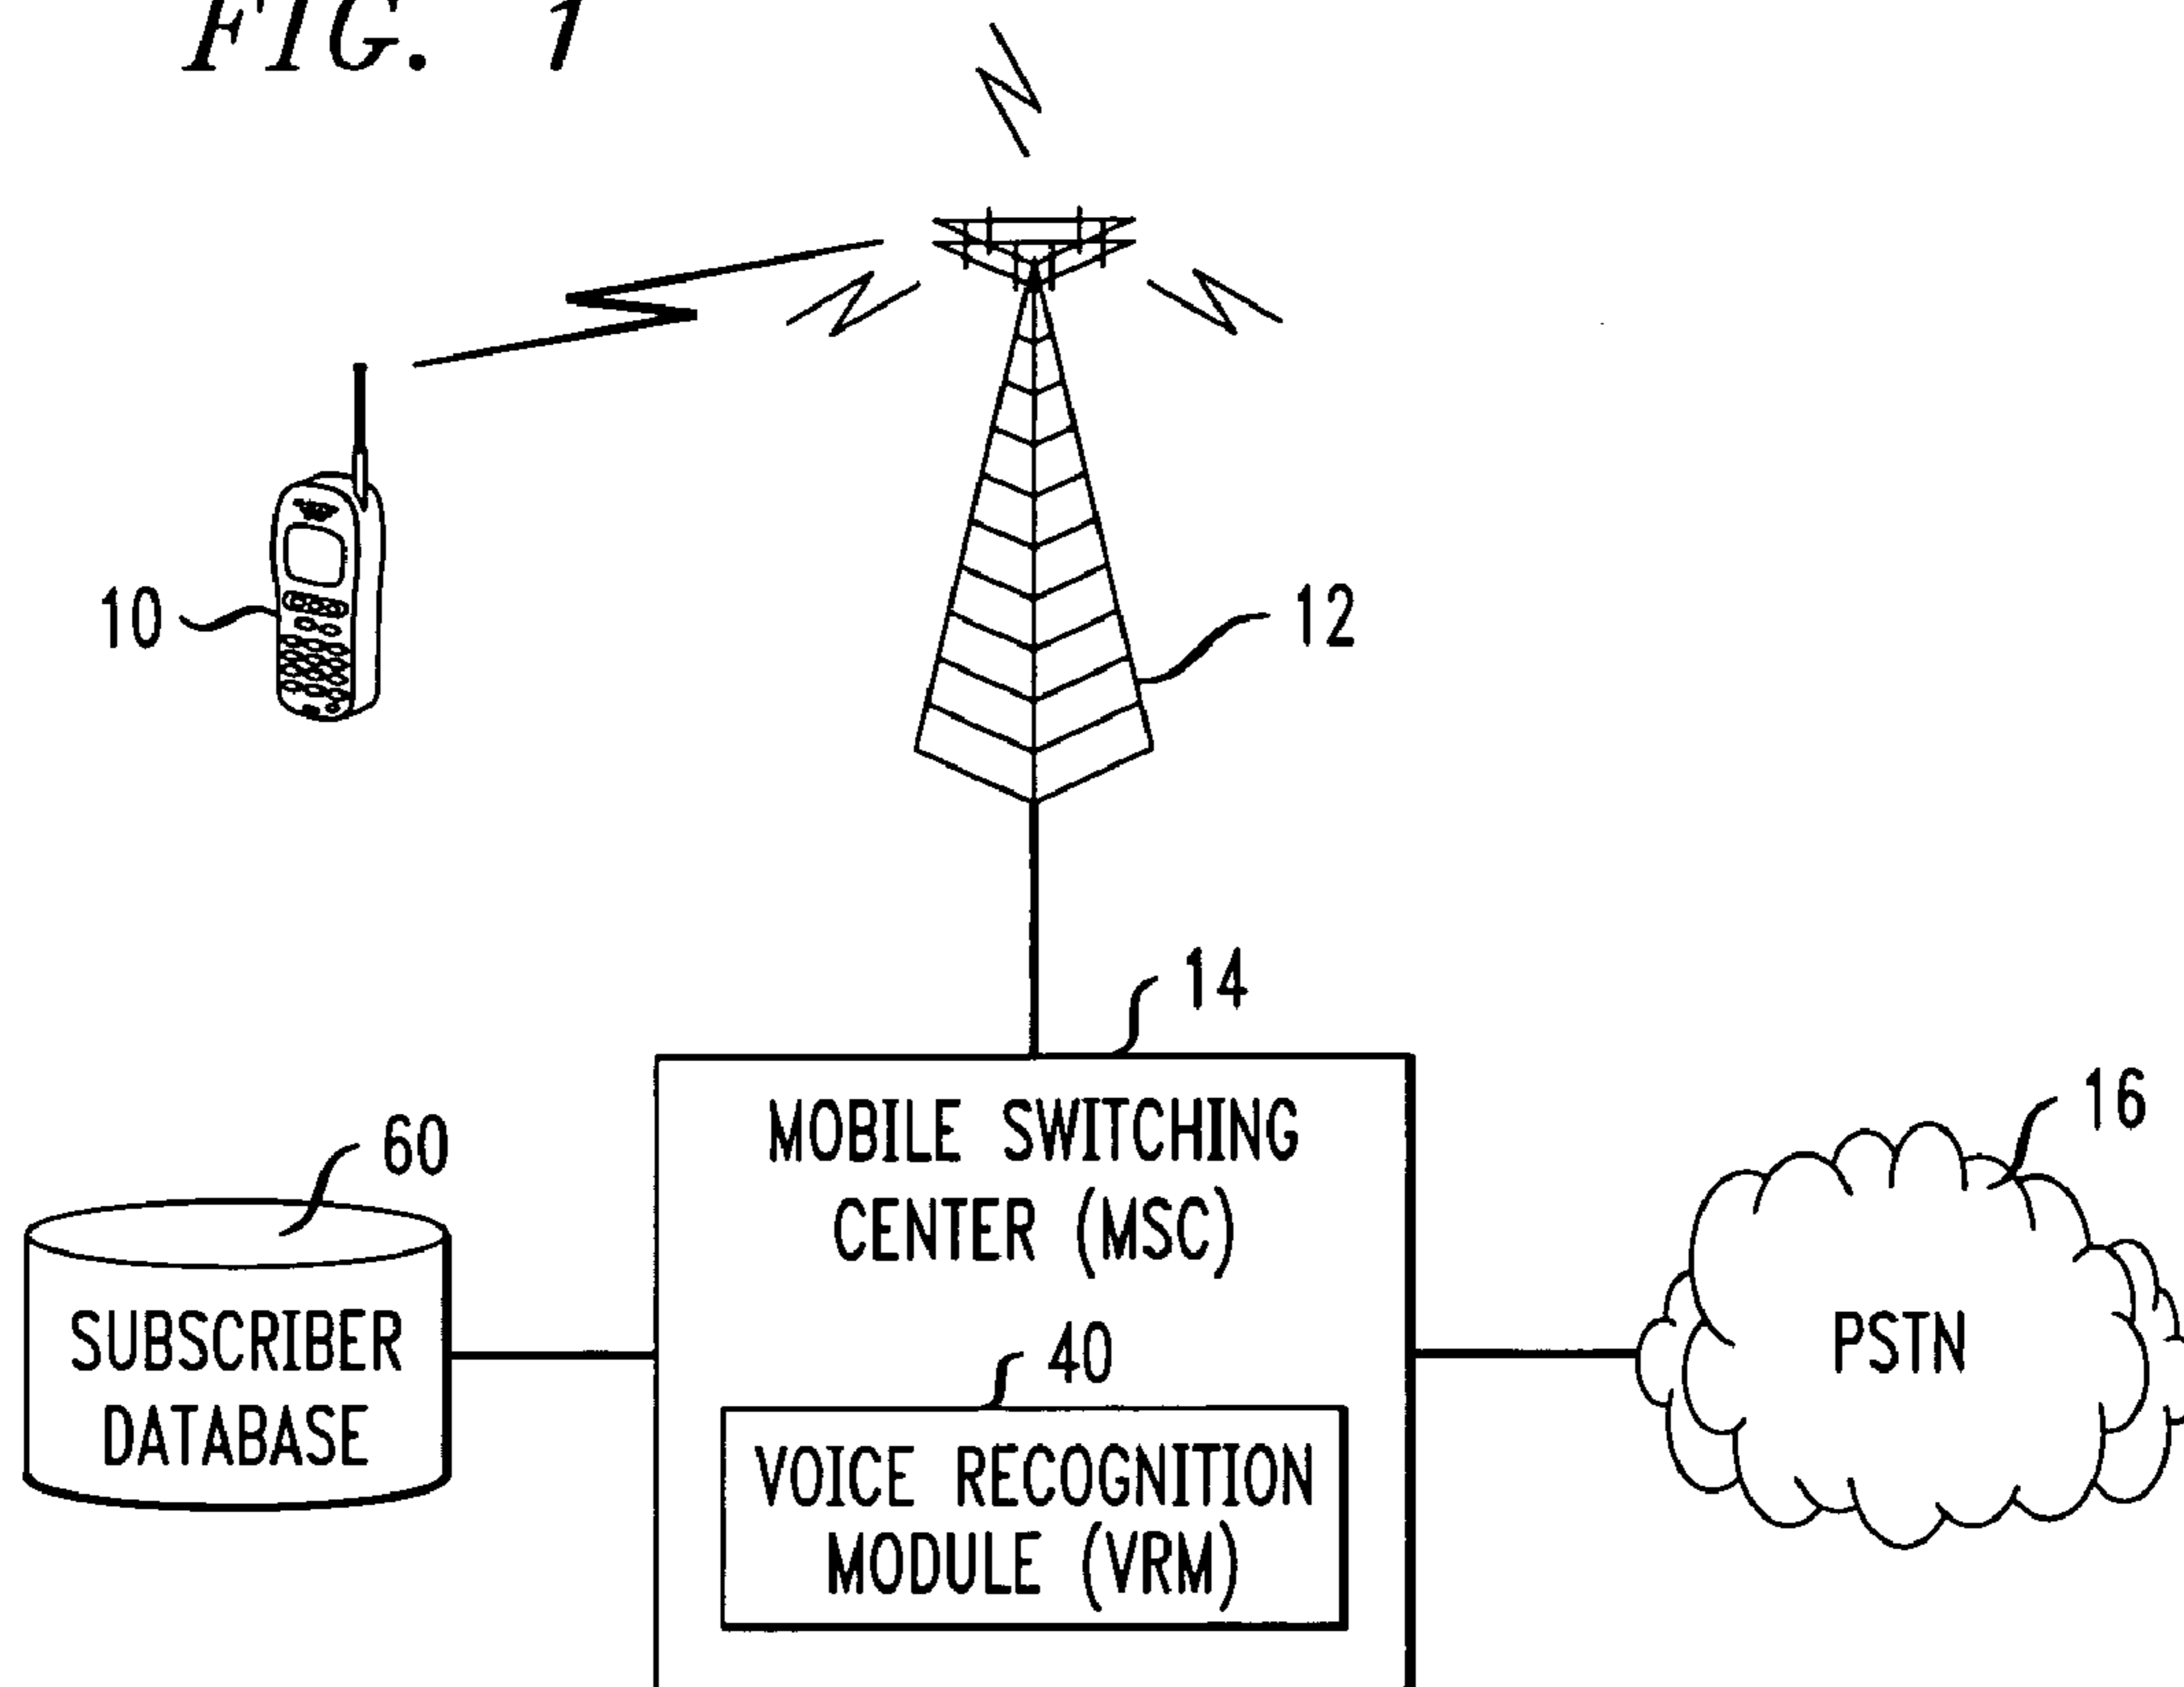 FIG. 1
10
12
14
MOBILE SWITCHING
CENTER (MSC)
16
60
SUBSCRIBER
DATABASE
40
VOICE RECOGNITION
MODULE (VRM)
PSTN